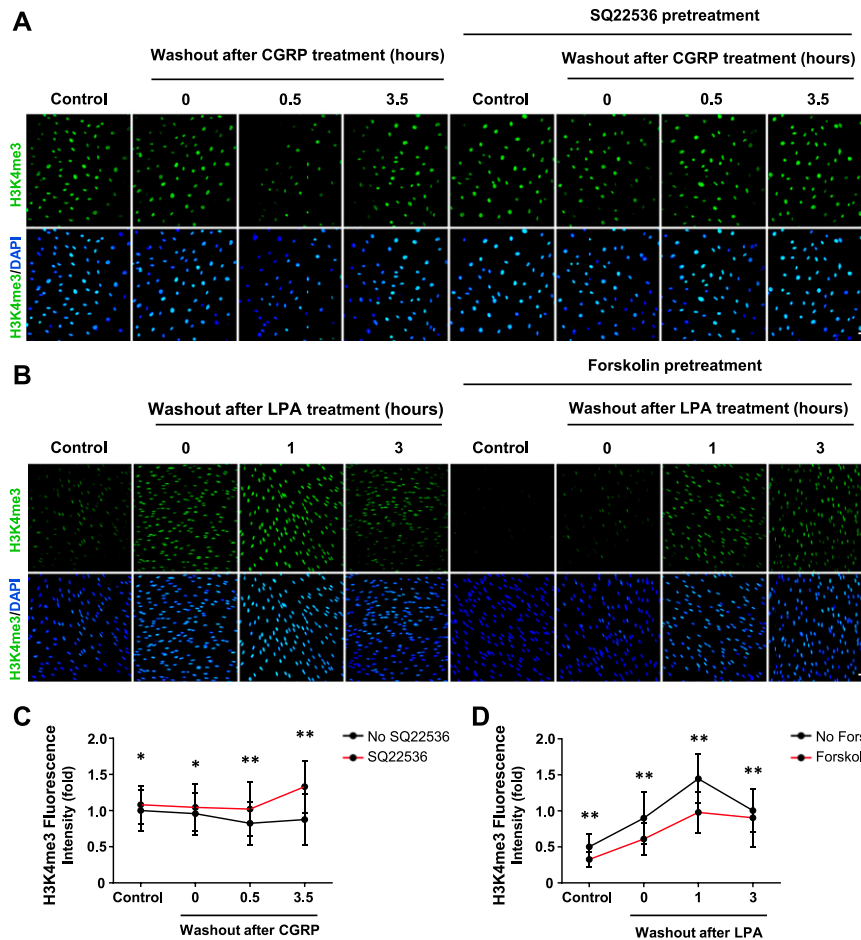 A
SQ22536 pretreatment
Washout after CGRP treatment (hours)
Washout after CGRP treatment (hours)
Control 0 0.5 3.5 Control 0 0.5 3.5
H3K4me3
H3K4me3/DAPI
B
Forskolin pretreatment
Washout after LPA treatment (hours)
Washout after LPA treatment (hours)
Control 0 1 3 Control 0 1 3
H3K4me3
H3K4me3/DAPI
C
H3K4me3 Fluorescence
Intensity (fold)
2.0
1.5
1.0
0.5
0
* * ** **
No SQ22536
SQ22536
Control 0 0.5 3.5
Washout after CGRP
D
H3K4me3 Fluorescence
Intensity (fold)
2.0
1.5
1.0
0.5
0
** ** ** **
No Fors
Forskol
Control 0 1 3
Washout after LPA